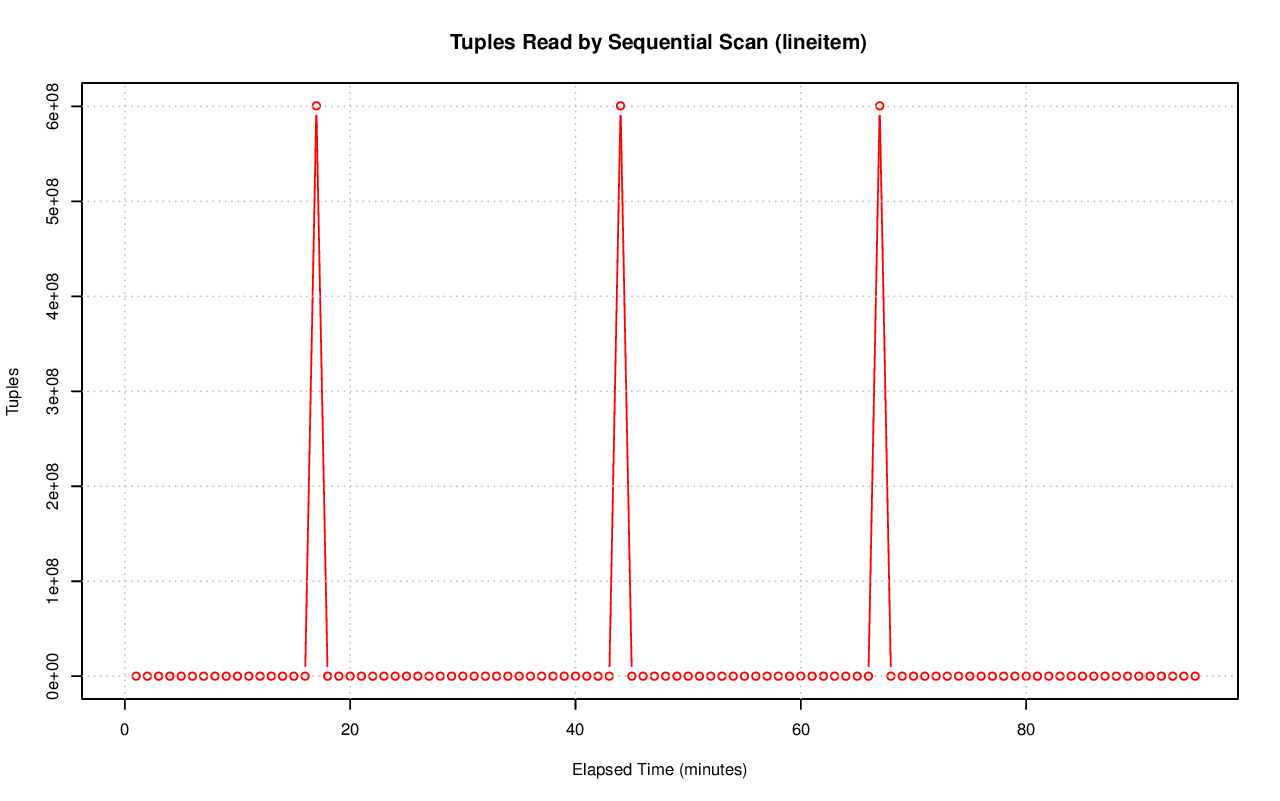 Tuples Read by Sequential Scan (lineitem)
6e+08
5e+08
4e+08
3e+08
2e+08
1e+08
0e+00
Tuples
0 20 40 60 80
Elapsed Time (minutes)